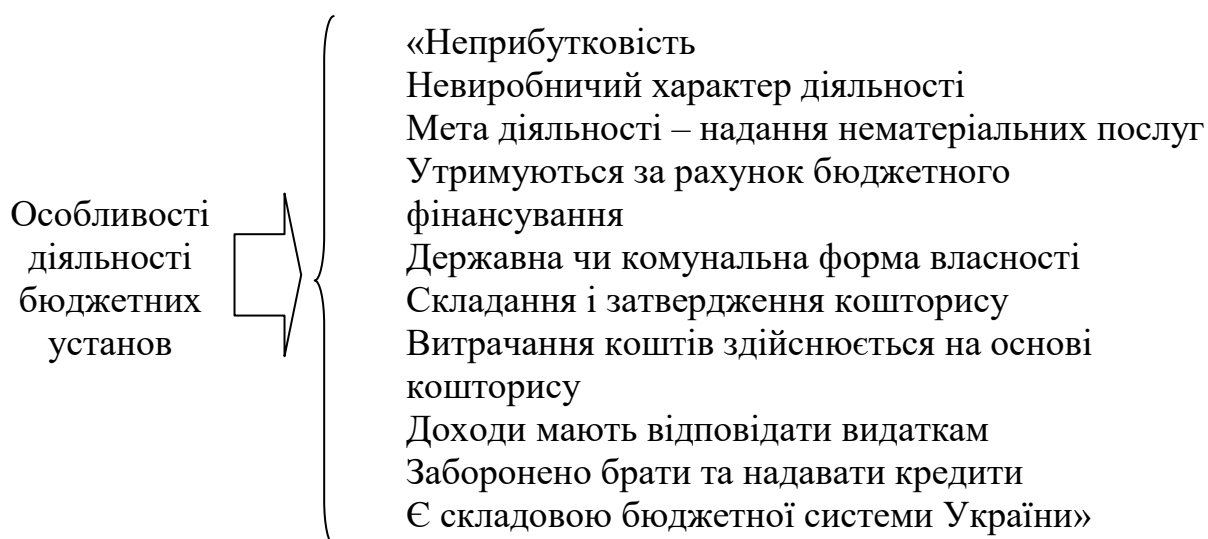 Особливості
діяльності
бюджетних
установ
«Неприбутковість
Невиробничий характер діяльності
Мета діяльності – надання нематеріальних послуг
Утримуються за рахунок бюджетного
фінансування
Державна чи комунальна форма власності
Складання і затвердження кошторису
Витрачання коштів здійснюється на основі
кошторису
Доходи мають відповідати видаткам
Заборонено брати та надавати кредити
Є складовою бюджетної системи України»